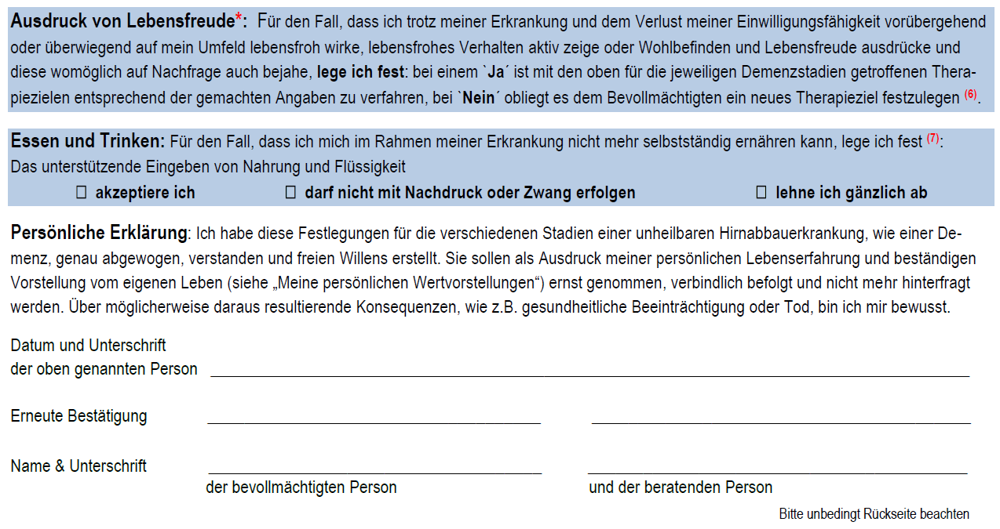 Ausdruck von Lebensfreude*: Für den Fall, dass ich trotz meiner Erkrankung und dem Verlust meiner Einwilligungsfähigkeit vorübergehend
oder überwiegend auf mein Umfeld lebensfroh wirke, lebensfrohes Verhalten aktiv zeige oder Wohlbefinden und Lebensfreude ausdrücke und
diese womöglich auf Nachfrage auch bejahe, lege ich fest: bei einem `Ja´ ist mit den oben für die jeweiligen Demenzstadien getroffenen Thera-
piezielen entsprechend der gemachten Angaben zu verfahren, bei `Nein´ obliegt es dem Bevollmächtigten ein neues Therapieziel festzulegen (6).
Essen und Trinken: Für den Fall, dass ich mich im Rahmen meiner Erkrankung nicht mehr selbstständig ernähren kann, lege ich fest (7):
Das unterstützende Eingeben von Nahrung und Flüssigkeit
☐ akzeptiere ich ☐ darf nicht mit Nachdruck oder Zwang erfolgen ☐ lehne ich gänzlich ab
Persönliche Erklärung: Ich habe diese Festlegungen für die verschiedenen Stadien einer unheilbaren Hirnabbauerkrankung, wie einer De-
menz, genau abgewogen, verstanden und freien Willens erstellt. Sie sollen als Ausdruck meiner persönlichen Lebenserfahrung und beständigen
Vorstellung vom eigenen Leben (siehe „Meine persönlichen Wertvorstellungen“) ernst genommen, verbindlich befolgt und nicht mehr hinterfragt
werden. Über möglicherweise daraus resultierende Konsequenzen, wie z.B. gesundheitliche Beeinträchtigung oder Tod, bin ich mir bewusst.
Datum und Unterschrift
der oben genannten Person
Erneute Bestätigung
Name & Unterschrift
der bevollmächtigten Person und der beratenden Person
Bitte unbedingt Rückseite beachten